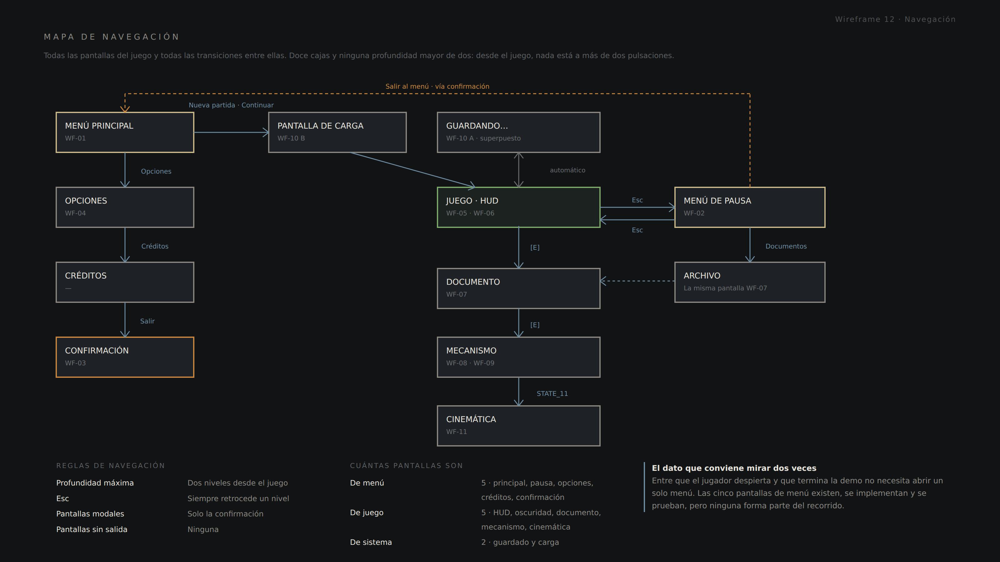 Wireframe 12 · Navegación
MAPA DE NAVEGACIÓN
Todas las pantallas del juego y todas las transiciones entre ellas. Doce cajas y ninguna profundidad mayor de dos: desde el juego, nada está a más de dos pulsaciones.
Salir al menú · vía confirmación
Nueva partida · Continuar
MENÚ PRINCIPAL
WF-01
PANTALLA DE CARGA
WF-10 B
GUARDANDO…
WF-10 A · superpuesto
Opciones
automático
OPCIONES
WF-04
JUEGO · HUD
WF-05 · WF-06
Esc
Esc
MENÚ DE PAUSA
WF-02
Créditos
[E]
Documentos
CRÉDITOS
—
DOCUMENTO
WF-07
ARCHIVO
La misma pantalla WF-07
Salir
[E]
CONFIRMACIÓN
WF-03
MECANISMO
WF-08 · WF-09
STATE_11
CINEMÁTICA
WF-11
REGLAS DE NAVEGACIÓN
Profundidad máxima Dos niveles desde el juego
Esc Siempre retrocede un nivel
Pantallas modales Solo la confirmación
Pantallas sin salida Ninguna
CUÁNTAS PANTALLAS SON
De menú 5 · principal, pausa, opciones,
créditos, confirmación
De juego 5 · HUD, oscuridad, documento,
mecanismo, cinemática
De sistema 2 · guardado y carga
El dato que conviene mirar dos veces
Entre que el jugador despierta y que termina la demo no necesita abrir un
solo menú. Las cinco pantallas de menú existen, se implementan y se
prueban, pero ninguna forma parte del recorrido.